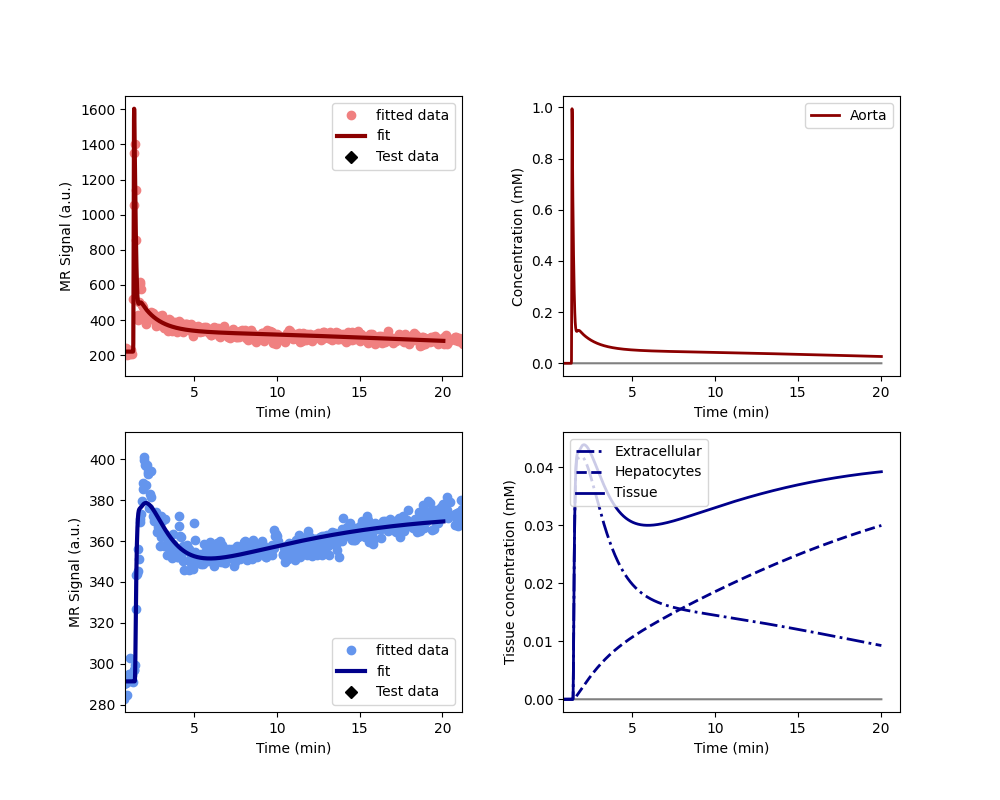 1600
1400
1200
1000
800
600
400
200
MR Signal (a.u.)
fitted data
fit
Test data
5
10
15
20
Time (min)
1.0
0.8
0.6
0.4
0.2
0.0
Concentration (mM)
Aorta
5
10
15
20
Time (min)
400
380
360
340
320
300
280
MR Signal (a.u.)
fitted data
fit
Test data
5
10
15
20
Time (min)
0.04
0.03
0.02
0.01
0.00
Tissue concentration (mM)
Extracellular
Hepatocytes
Tissue
5
10
15
20
Time (min)